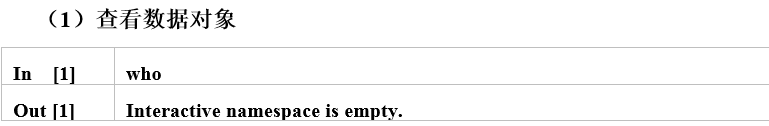 （1）查看数据对象
In [1] who
Out [1] Interactive namespace is empty.